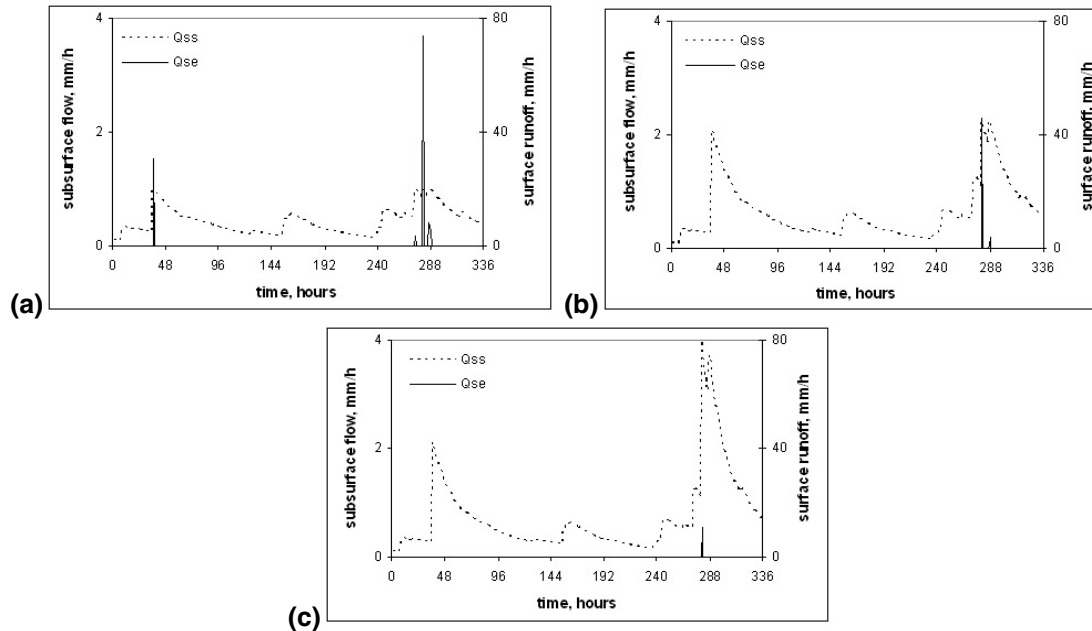 4
80
Qss
Qse
subsurface flow, mm/h
surface runoff, mm/h
2
40
0
0
0 48 96 144 192 240 288 336
time, hours
(a)
4
80
Qss
Qse
subsurface flow, mm/h
surface runoff, mm/h
2
40
0
0
0 48 96 144 192 240 288 336
time, hours
(b)
4
80
Qss
Qse
subsurface flow, mm/h
surface runoff, mm/h
2
40
0
0
0 48 96 144 192 240 288 336
time, hours
(c)